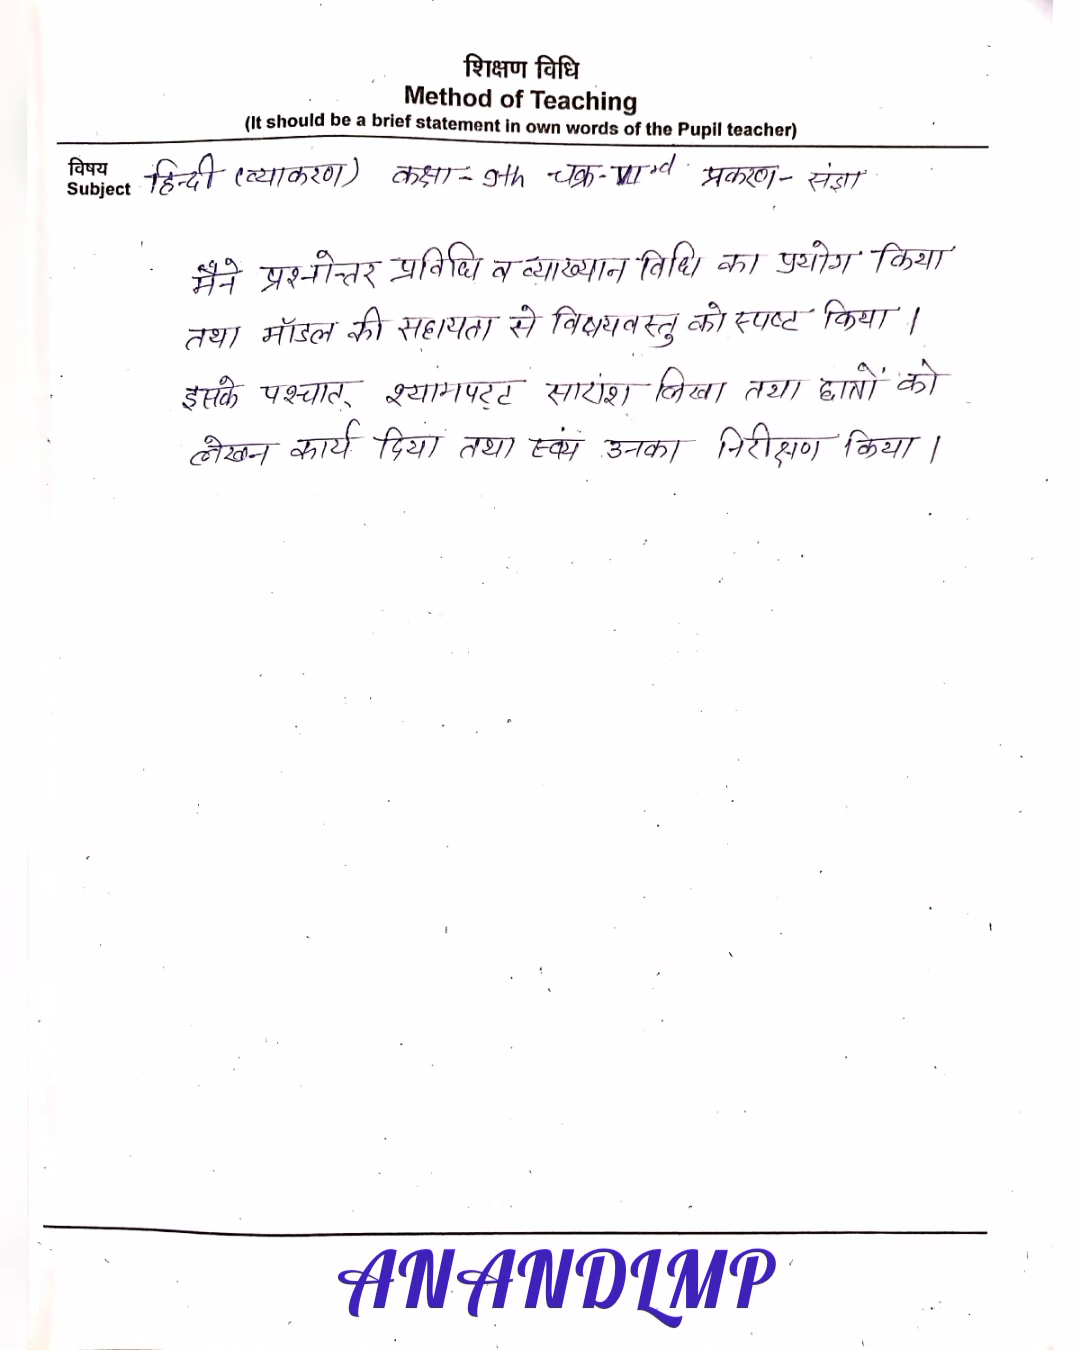 शिक्षण विधि
Method of Teaching
(It should be a brief statement in own words of the Pupil teacher)
विषय
Subject हिन्दी (व्याकरण) कक्षा - 9th चक्र - प्रकरण - संज्ञा
मैंने प्रश्नोत्तर प्रविधि व व्याख्यान विधि का प्रयोग किया
तथा मॉडल की सहायता से विषयवस्तु को स्पष्ट किया ।
इसके पश्चात् श्यामपट्ट सारांश लिखा तथा छात्रों को
लेखन कार्य दिया तथा स्वयं उनका निरीक्षण किया ।
ANANDLMP